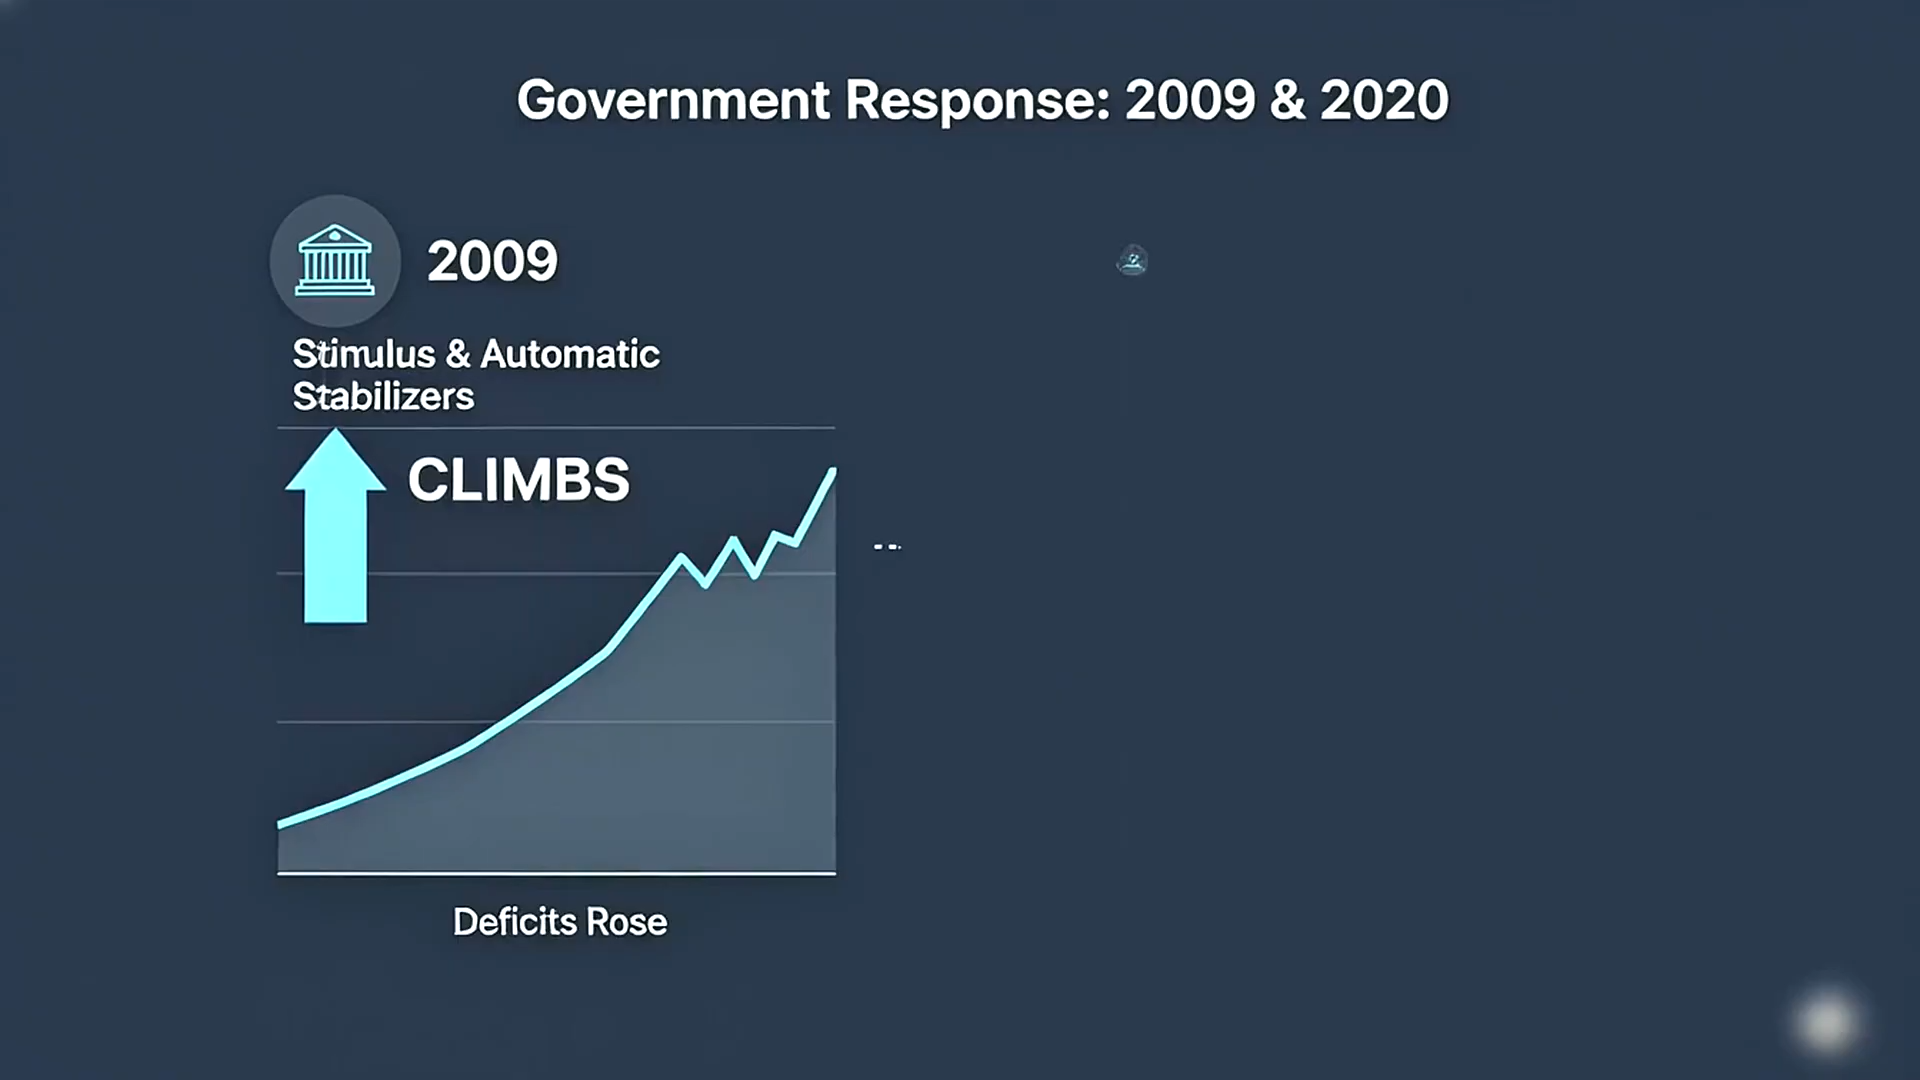 Government Response: 2009 & 2020
2009
Stimulus & Automatic
Stabilizers
CLIMBS
Deficits Rose